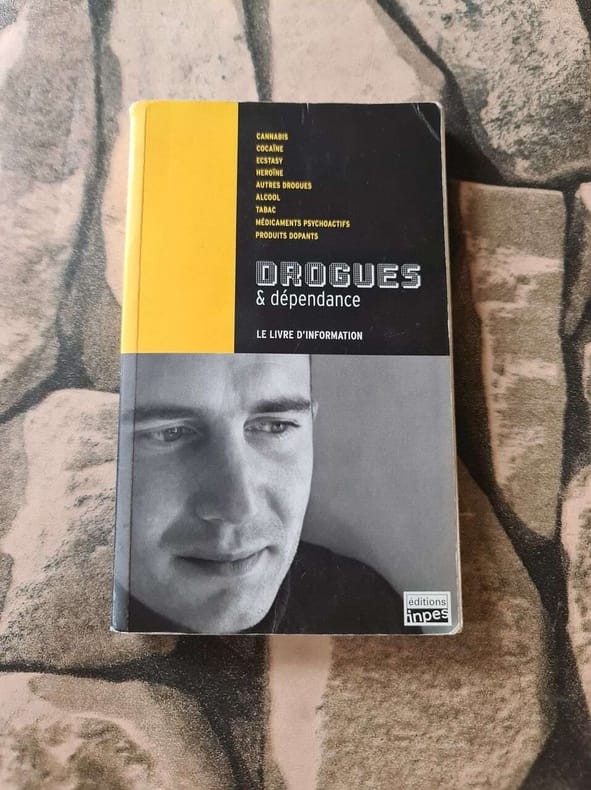 CANNABIS
COCAÏNE
ECSTASY
HEROÏNE
AUTRES DROGUES
ALCOOL
TABAC
MÉDICAMENTS PSYCHOACTIFS
PRODUITS DOPANTS
DROGUES
& dépendance
LE LIVRE D'INFORMATION
éditions
inpes